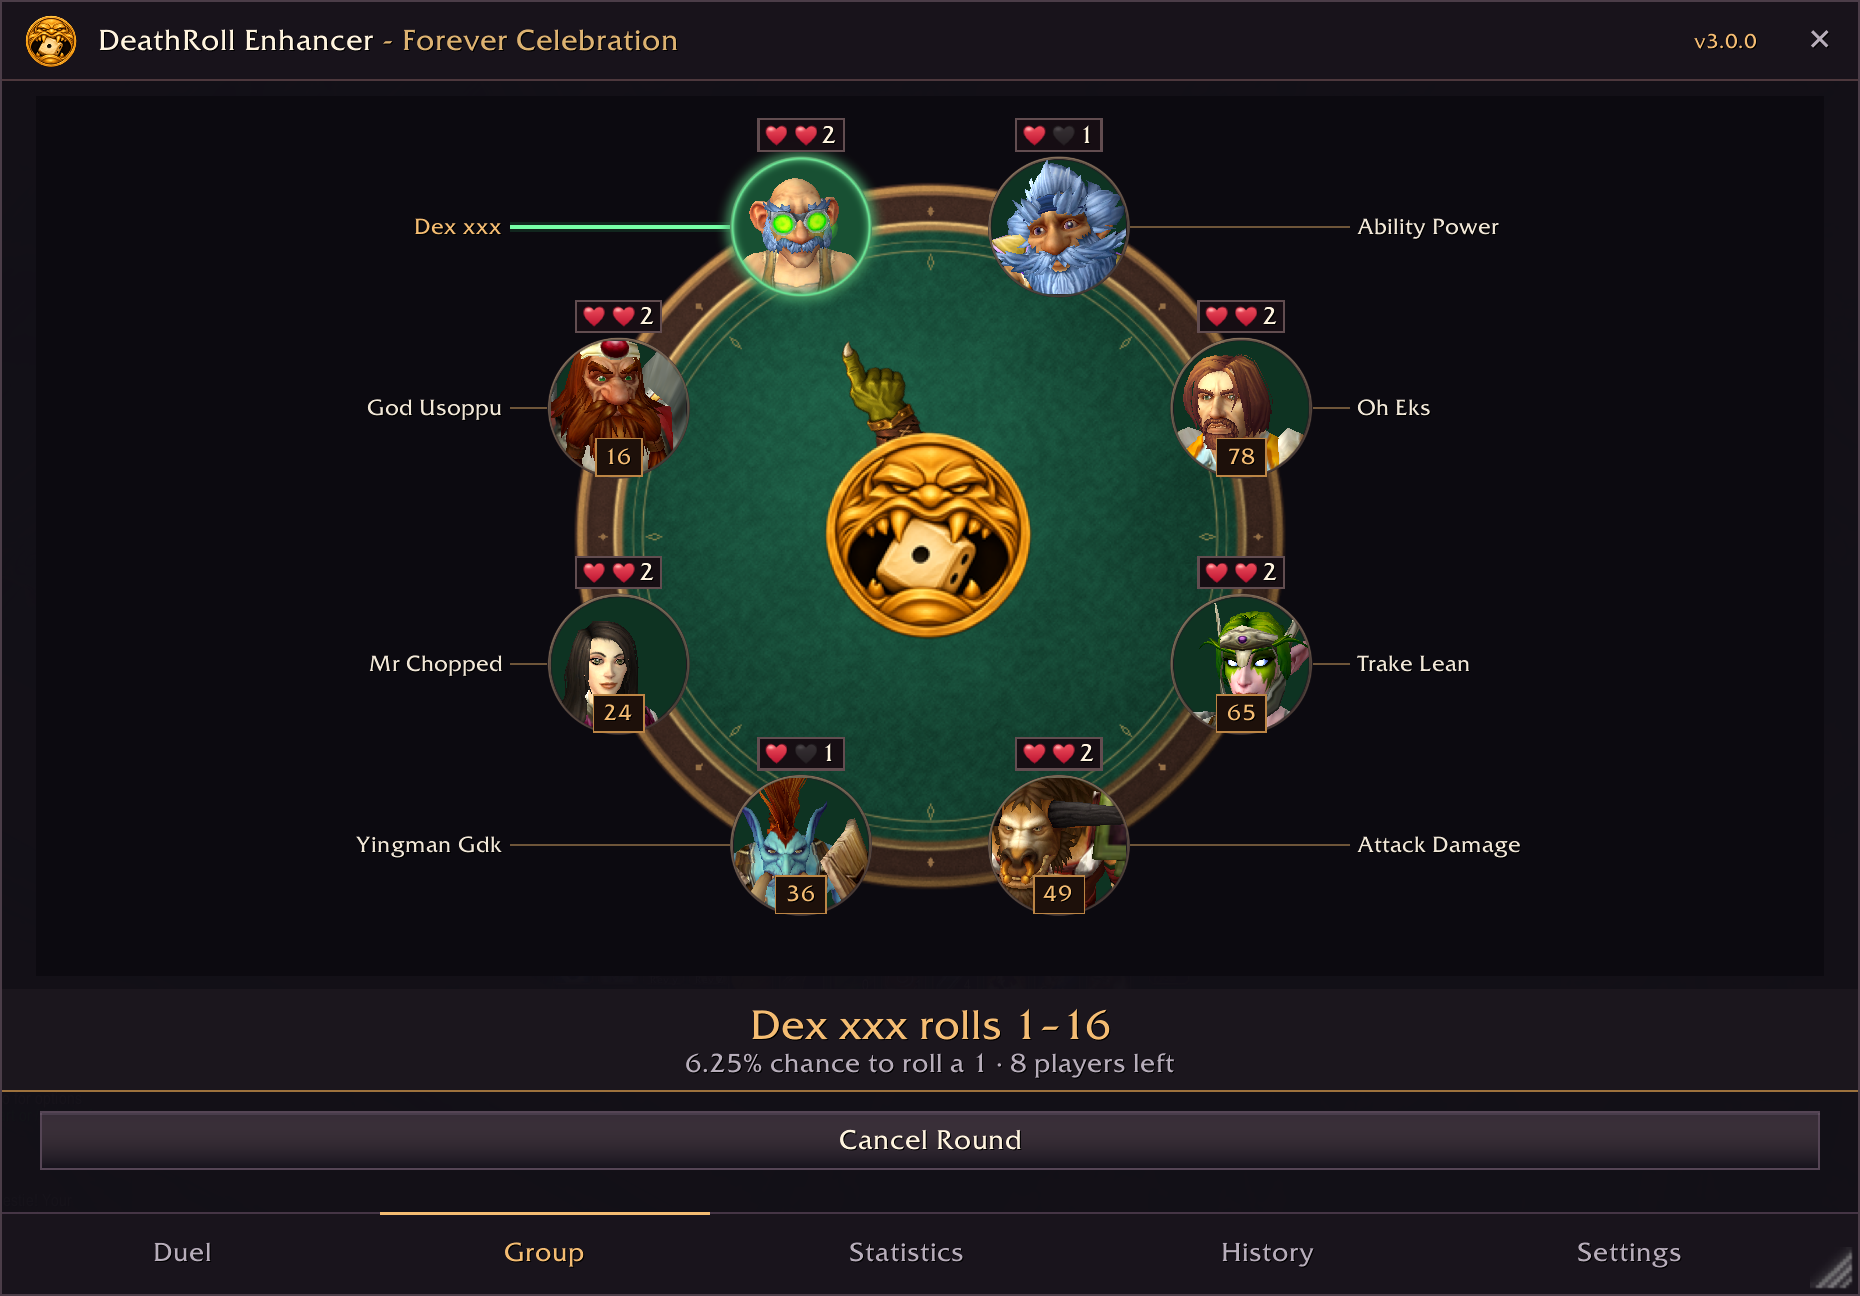 DeathRoll Enhancer - Forever Celebration
v3.0.0
2
1
Dex xxx
Ability Power
2
2
God Usoppu
Oh Eks
16
78
2
2
Mr Chopped
Trake Lean
24
65
1
2
Yingman Gdk
Attack Damage
36
49
Dex xxx rolls 1-16
6.25% chance to roll a 1 · 8 players left
Cancel Round
Duel
Group
Statistics
History
Settings